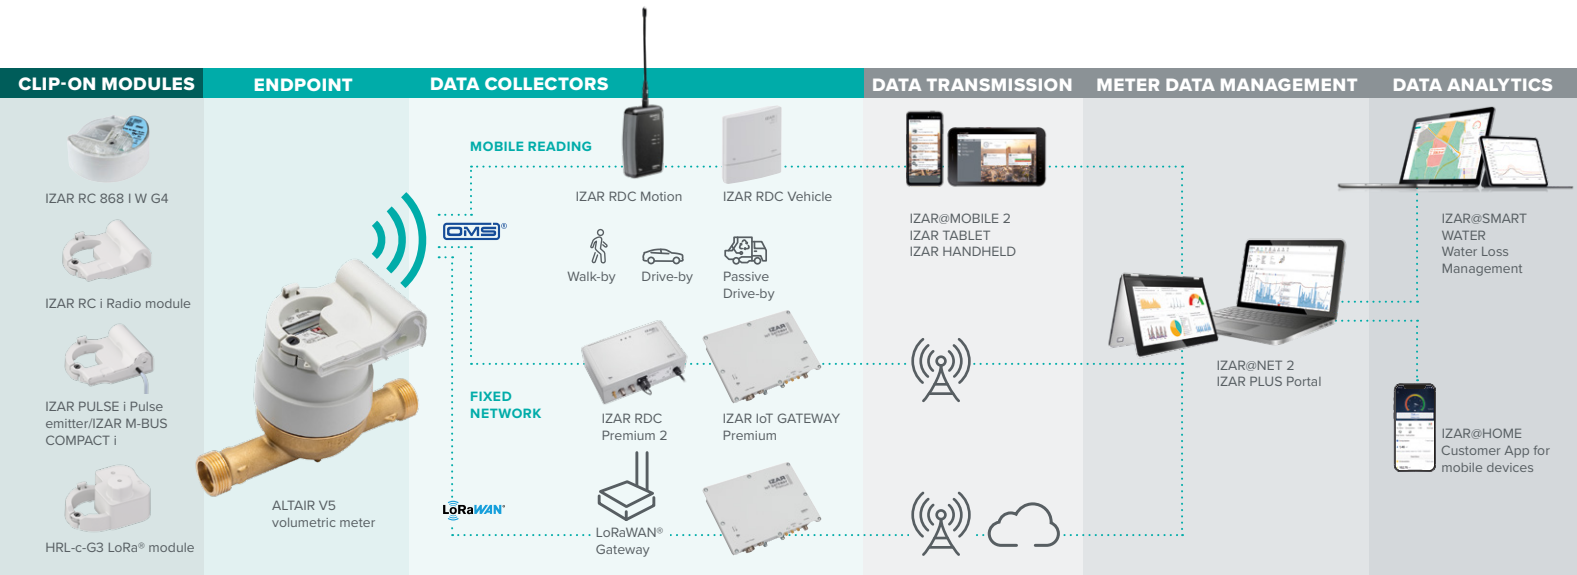 CLIP-ON MODULES
ENDPOINT
DATA COLLECTORS
DATA TRANSMISSION
METER DATA MANAGEMENT
DATA ANALYTICS
IZAR RC 868 I W G4
IZAR RC i Radio module
IZAR PULSE i Pulse
emitter/IZAR M-BUS
COMPACT i
HRL-c-G3 LoRa® module
ALTAIR V5
volumetric meter
OMS®
LoRaWAN®
MOBILE READING
IZAR RDC Motion
IZAR RDC Vehicle
Walk-by
Drive-by
Passive
Drive-by
FIXED
NETWORK
IZAR
IZAR RDC
Premium 2
IZAR IoT GATEWAY
Premium
LoRaWAN®
Gateway
IZAR
IZAR@MOBILE 2
IZAR TABLET
IZAR HANDHELD
IZAR@NET 2
IZAR PLUS Portal
IZAR@SMART
WATER
Water Loss
Management
IZAR@HOME
Customer App for
mobile devices